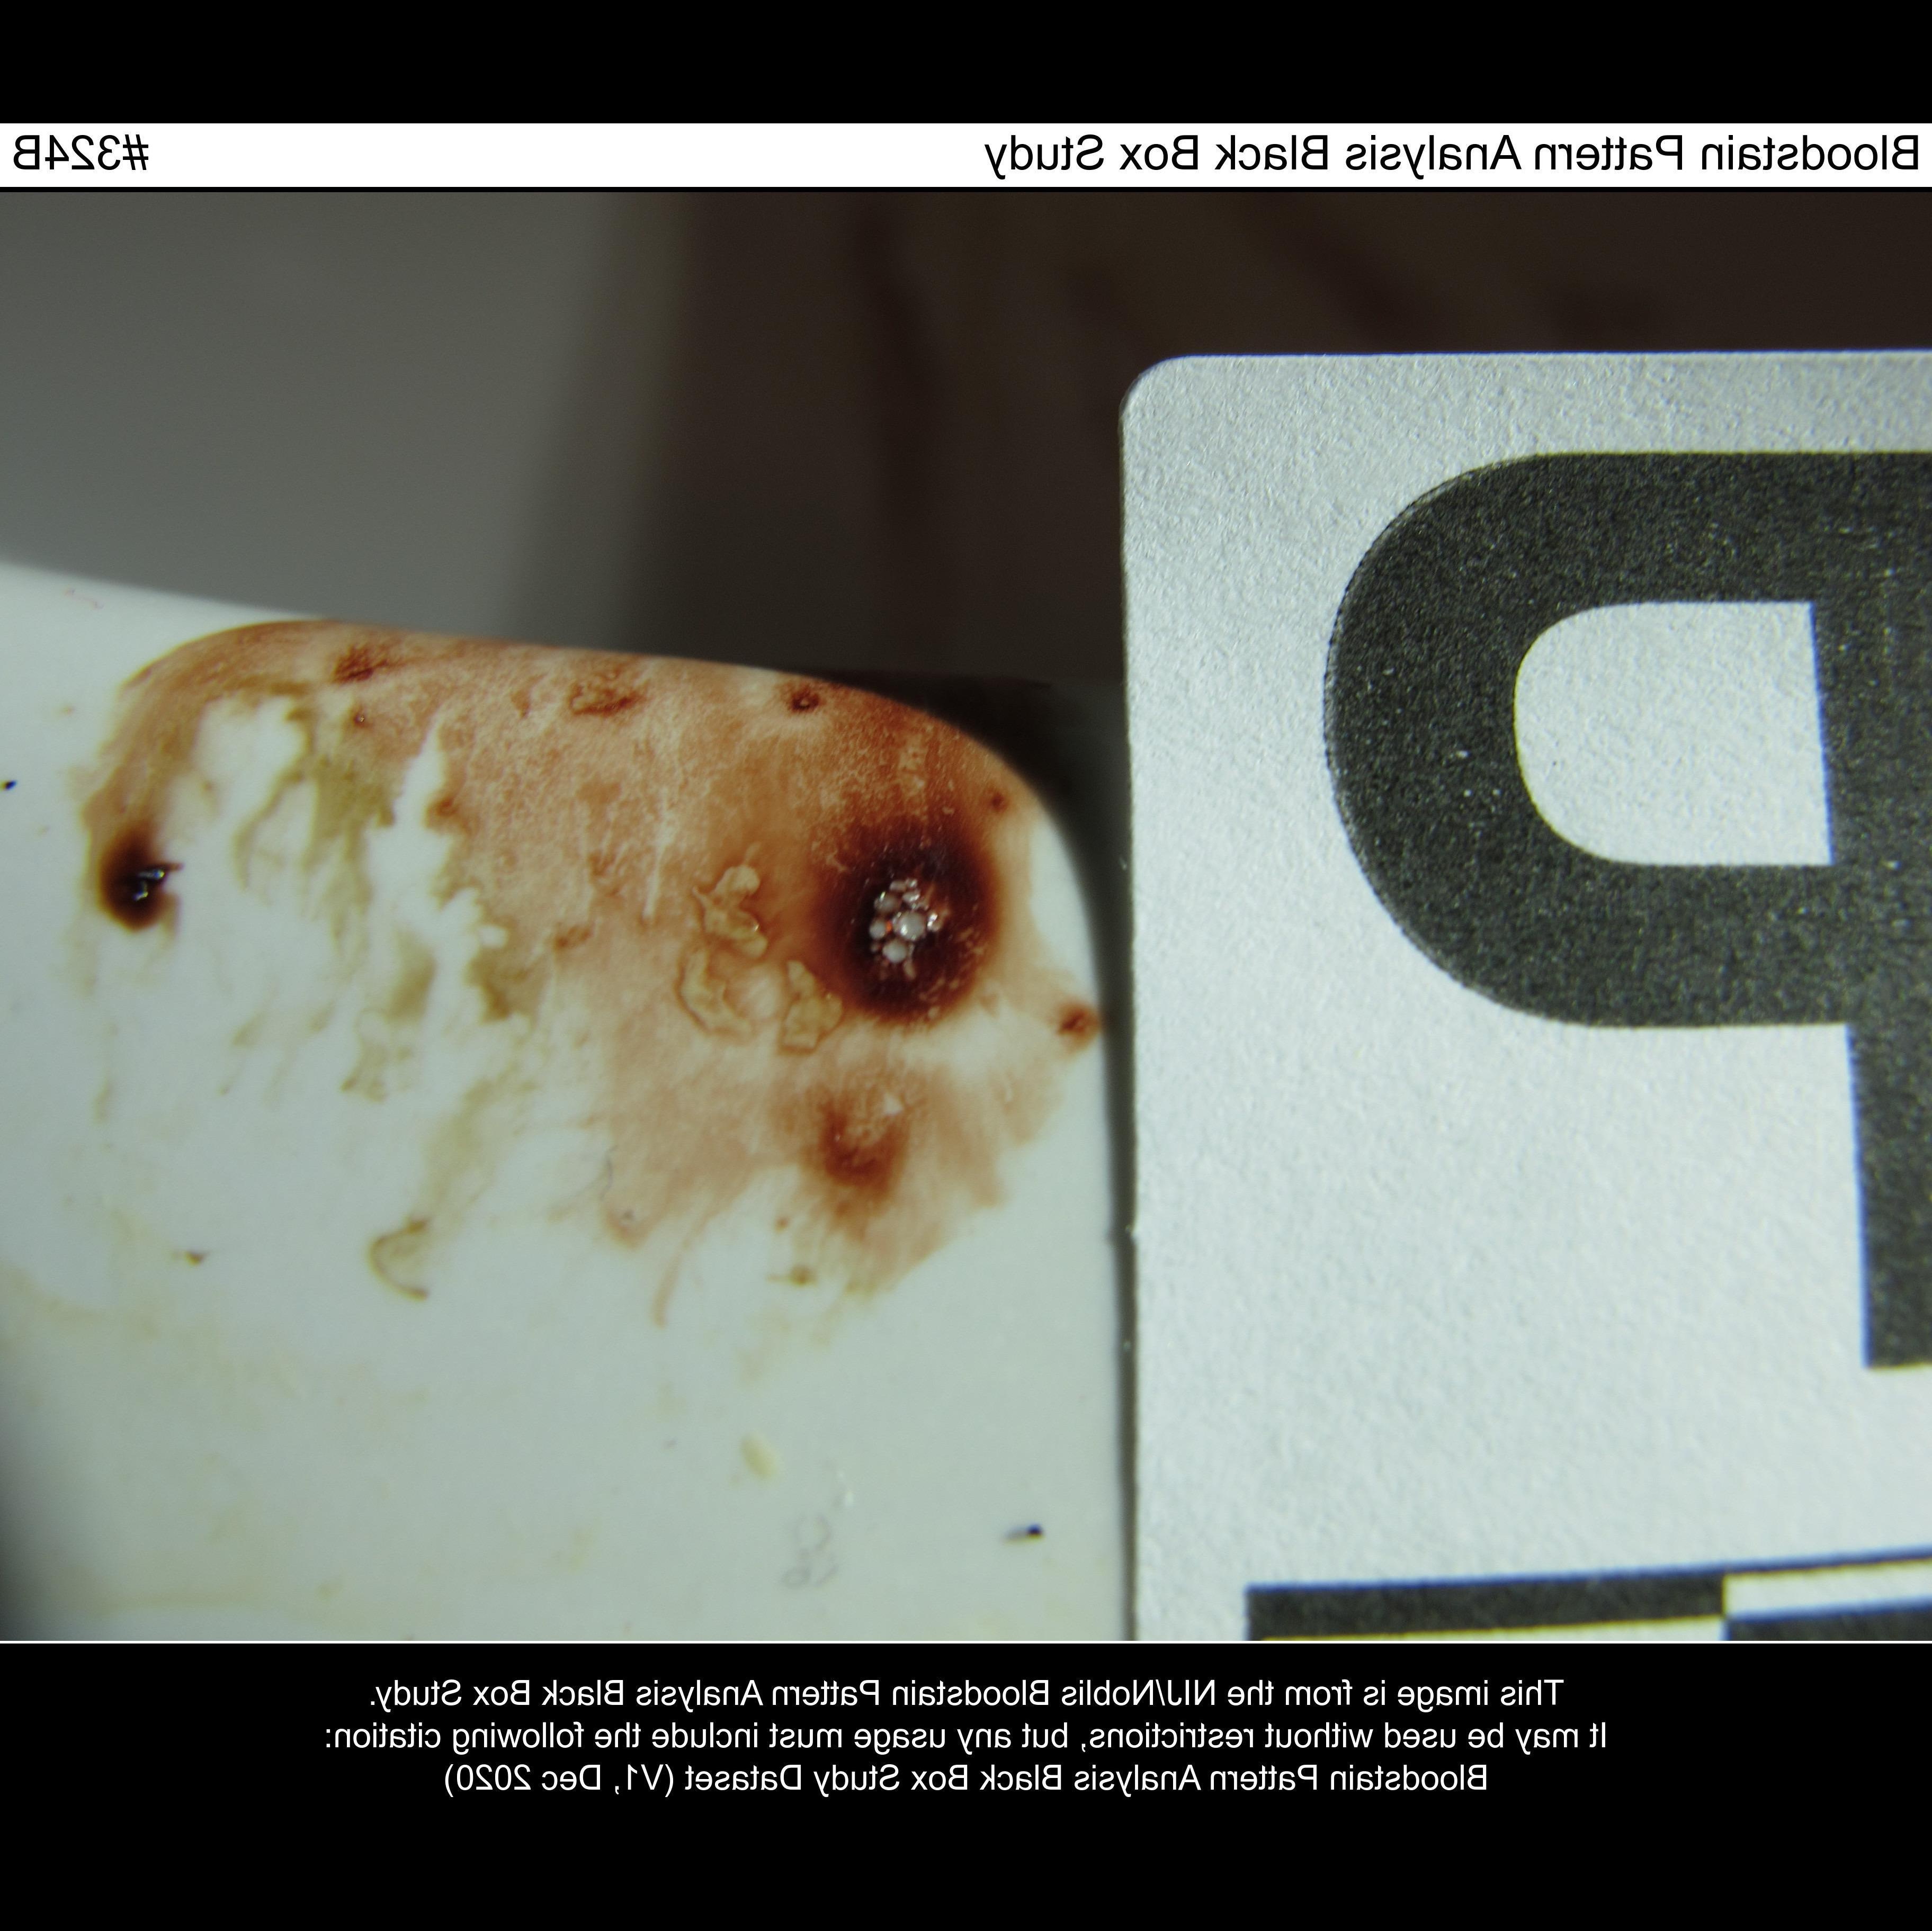 Bloodstain Pattern Analysis Black Box Study #324B
This image is from the NIJ/Noblis Bloodstain Pattern Analysis Black Box Study.
It may be used without restrictions, but any usage must include the following citation:
Bloodstain Pattern Analysis Black Box Study Dataset (V1, Dec 2020)